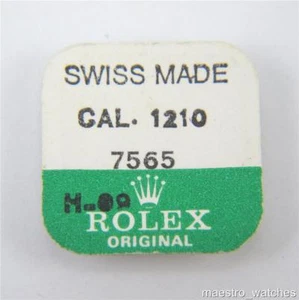 SWISS MADE
CAL. 1210
7565
ROLEX
ORIGINAL
maestro_watches